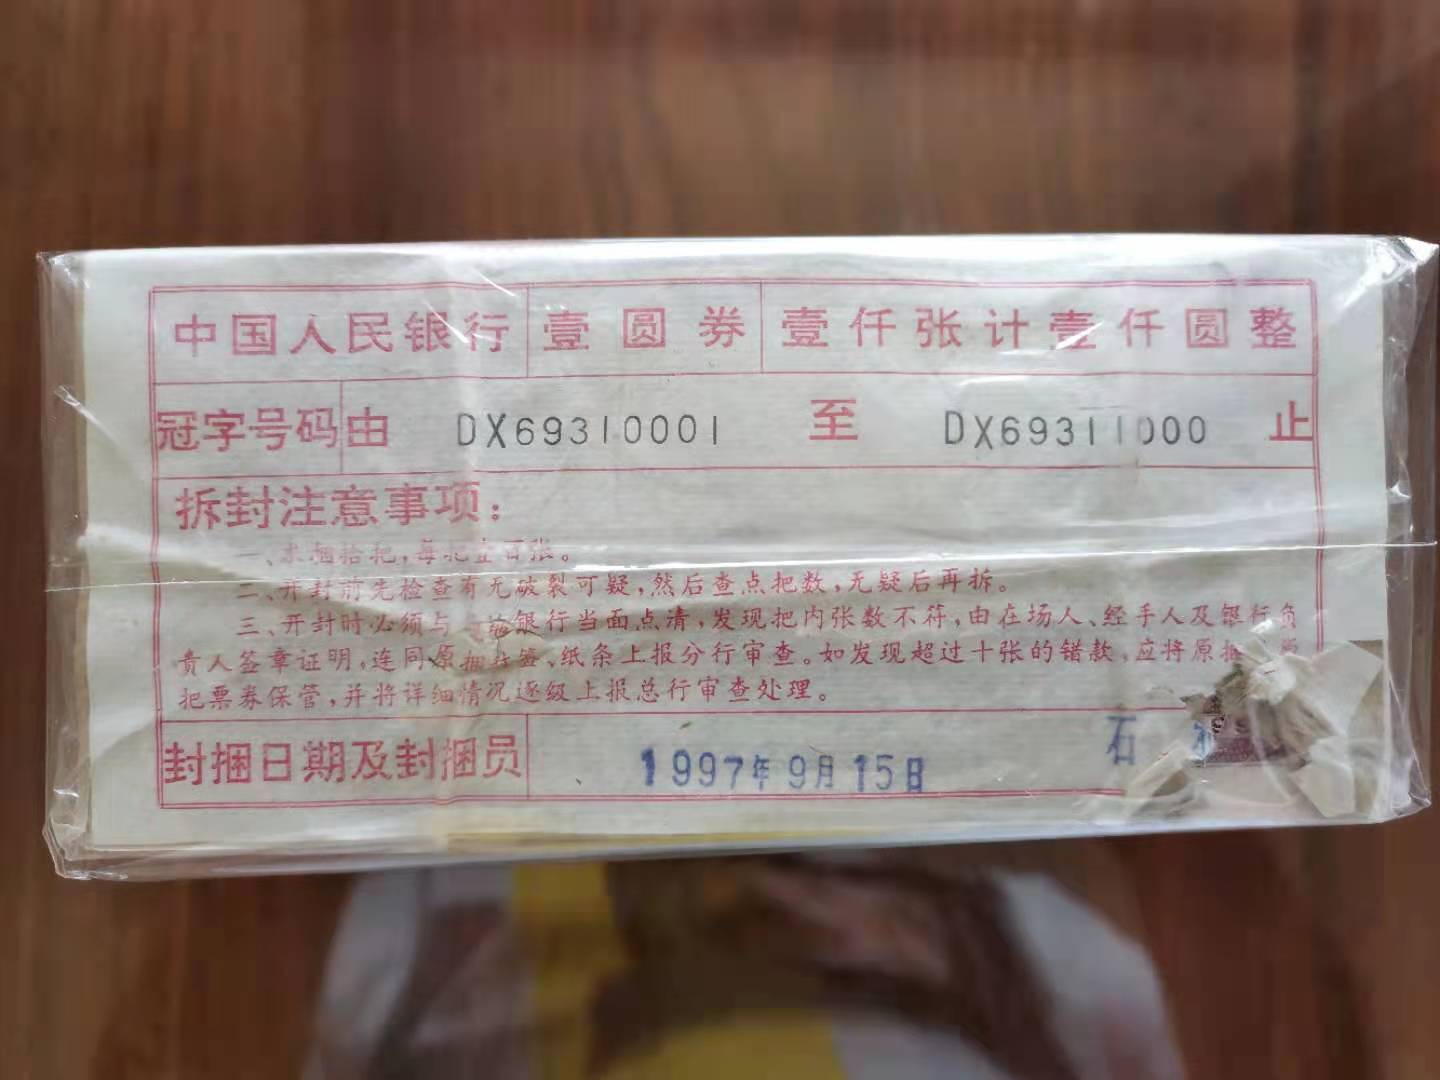 中国人民银行 壹圆券 壹仟张计壹仟圆整
冠字号码 由 DX69310001 至 DX69311000 止
拆封注意事项：
一、本捆拾把，每把壹百张。
二、开封前先检查有无破裂可疑，然后查点把数，无疑后再拆。
三、开封时必须与 银行当面点清，发现把内张数不符，由在场人、经手人及银行负
责人签章证明，连同原捆封签、纸条上报分行审查。如发现超过十张的错款，应将原捆
把票券保管，并将详细情况逐级上报总行审查处理。
封捆日期及封捆员 1997年9月15日 石